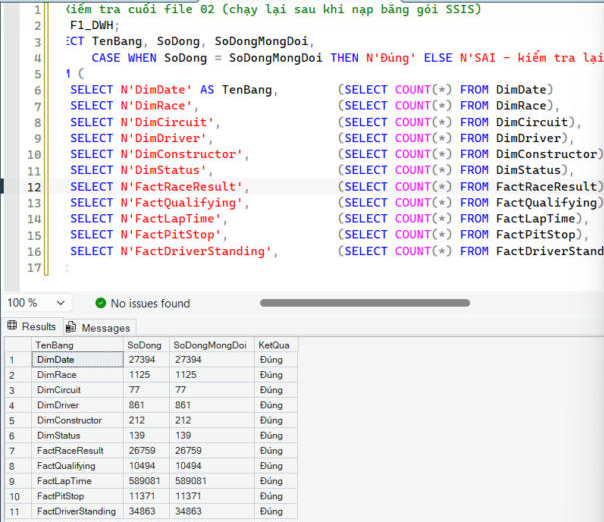 Kiểm tra cuối file 02 (chạy lại sau khi nạp bằng gói SSIS)
F1_DWH;
ECT TenBang, SoDong, SoDongMongDoi,
CASE WHEN SoDong = SoDongMongDoi THEN N'Đúng' ELSE N'SAI - kiểm tra lại
(
SELECT N'DimDate' AS TenBang, (SELECT COUNT(*) FROM DimDate)
SELECT N'DimRace', (SELECT COUNT(*) FROM DimRace),
SELECT N'DimCircuit', (SELECT COUNT(*) FROM DimCircuit),
SELECT N'DimDriver', (SELECT COUNT(*) FROM DimDriver),
SELECT N'DimConstructor', (SELECT COUNT(*) FROM DimConstructor)
SELECT N'DimStatus', (SELECT COUNT(*) FROM DimStatus),
SELECT N'FactRaceResult', (SELECT COUNT(*) FROM FactRaceResult)
SELECT N'FactQualifying', (SELECT COUNT(*) FROM FactQualifying)
SELECT N'FactLapTime', (SELECT COUNT(*) FROM FactLapTime),
SELECT N'FactPitStop', (SELECT COUNT(*) FROM FactPitStop),
SELECT N'FactDriverStanding', (SELECT COUNT(*) FROM FactDriverStand
;
1
2
3
4
5
6
7
8
9
10
11
12
13
14
15
16
17
100 % No issues found
Results Messages
TenBang SoDong SoDongMongDoi KetQua
1 DimDate 27394 27394 Đúng
2 DimRace 1125 1125 Đúng
3 DimCircuit 77 77 Đúng
4 DimDriver 861 861 Đúng
5 DimConstructor 212 212 Đúng
6 DimStatus 139 139 Đúng
7 FactRaceResult 26759 26759 Đúng
8 FactQualifying 10494 10494 Đúng
9 FactLapTime 589081 589081 Đúng
10 FactPitStop 11371 11371 Đúng
11 FactDriverStanding 34863 34863 Đúng